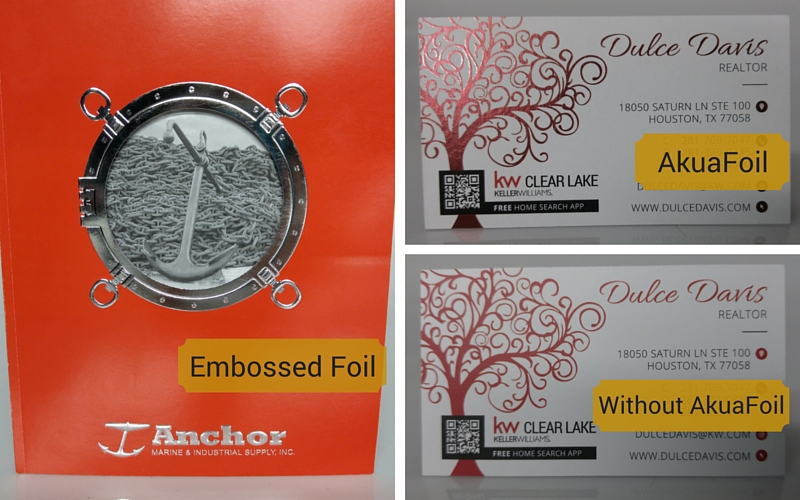 Embossed Foil
Anchor
MARINE & INDUSTRIAL SUPPLY, INC.
Dulce Davis
REALTOR
18050 SATURN LN STE 100
HOUSTON, TX 77058
AkuaFoil
kw CLEAR LAKE
KELLERWILLIAMS.
FREE HOME SEARCH APP
WWW.DULCEDAVIS.COM
Dulce Davis
REALTOR
18050 SATURN LN STE 100
HOUSTON, TX 77058
Without AkuaFoil
kw CLEAR LAKE
KELLERWILLIAMS.
DULCEDAVIS@KW.COM
FREE HOME SEARCH APP
WWW.DULCEDAVIS.COM